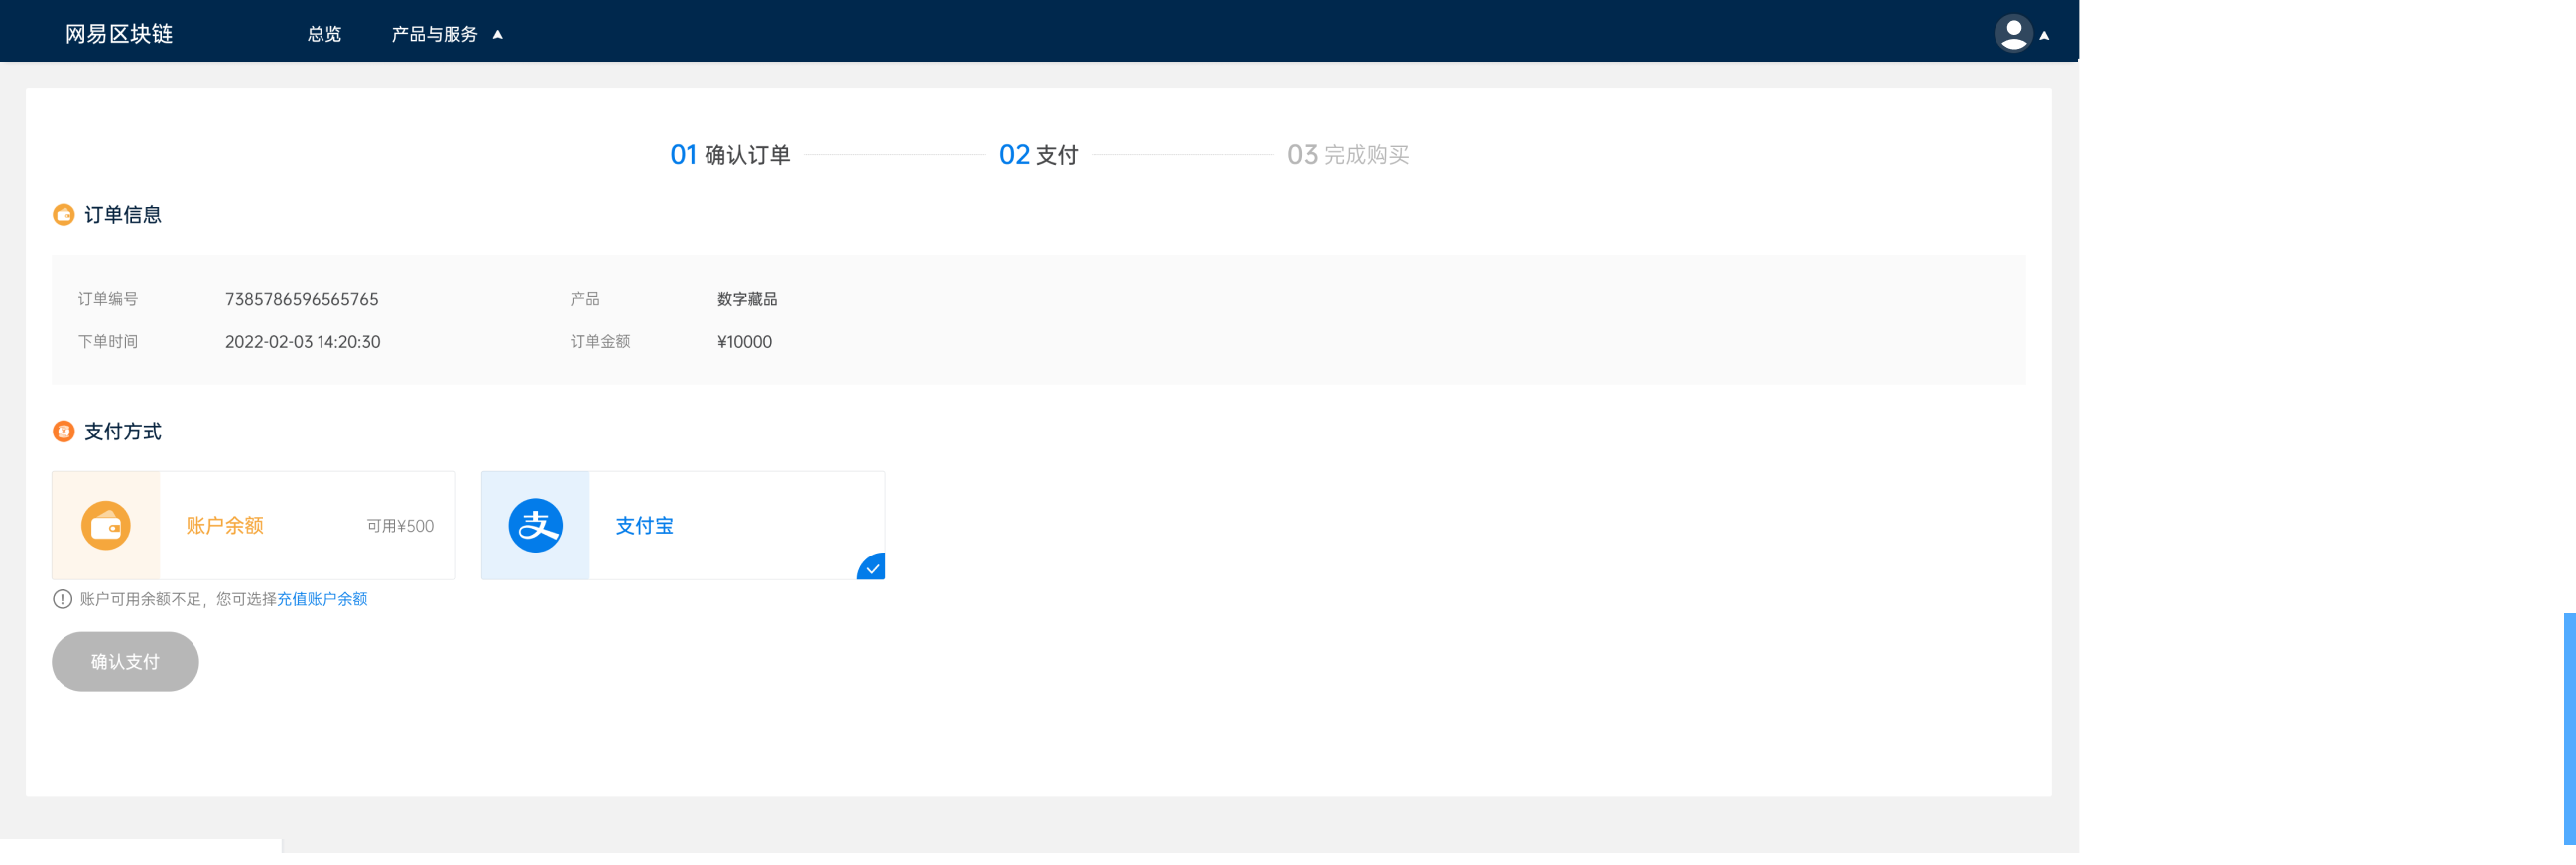 网易区块链 总览 产品与服务
01 确认订单 02 支付 03 完成购买
订单信息
订单编号 7385786596565765 产品 数字藏品
下单时间 2022-02-03 14:20:30 订单金额 ¥10000
支付方式
账户余额 可用¥500 支 支付宝
账户可用余额不足，您可选择充值账户余额
确认支付